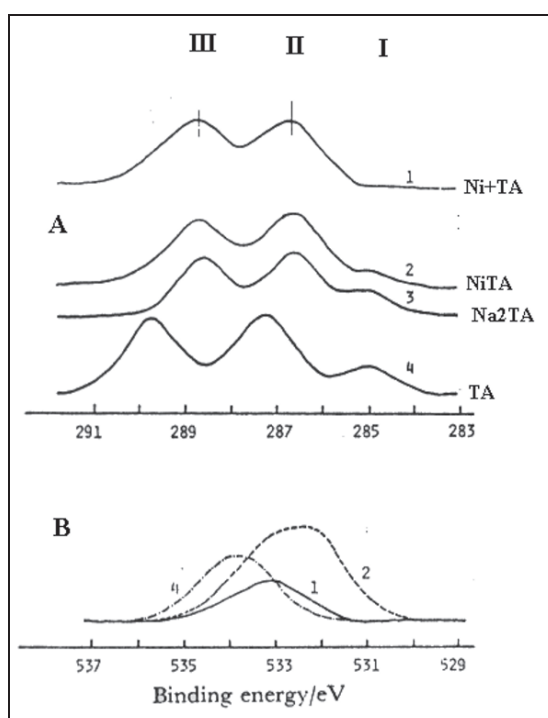 III II I
1
Ni+TA
A
2
NiTA
3
Na2TA
4
TA
291 289 287 285 283
B
4 1 2
537 535 533 531 529
Binding energy/eV